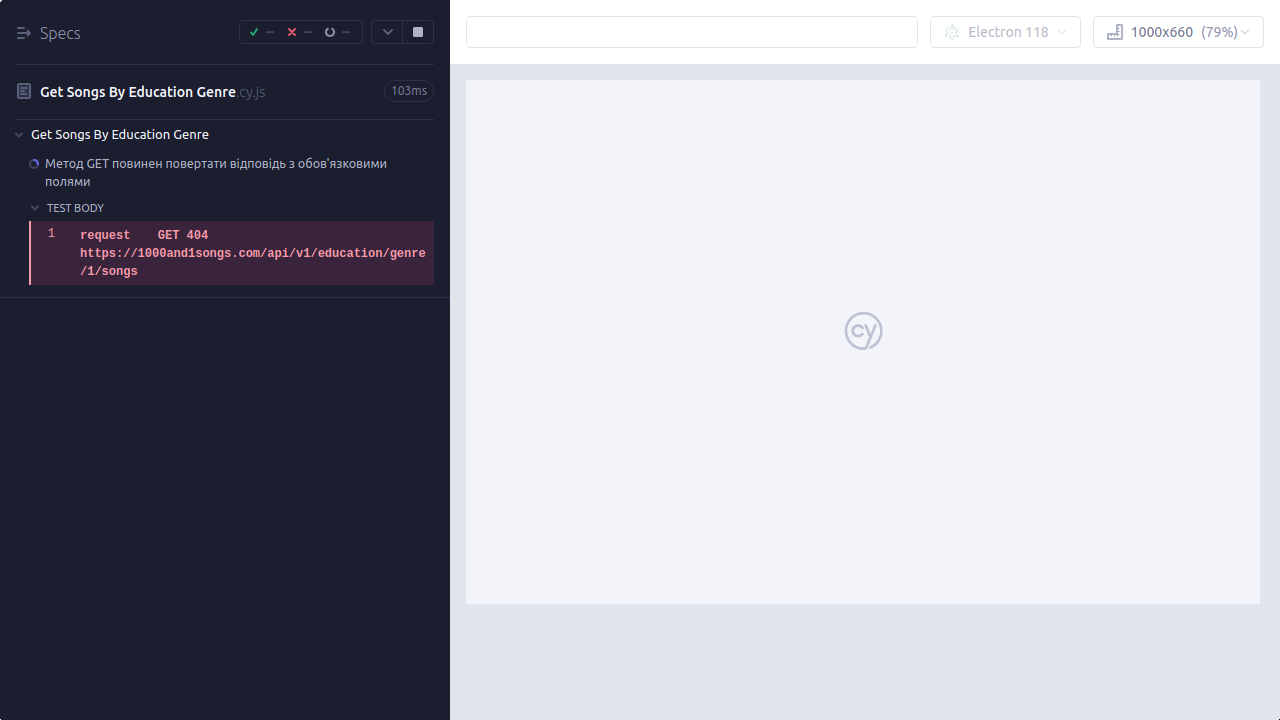 Specs
--
--
--
Electron 118
1000x660 (79%)
Get Songs By Education Genre.cy.js
103ms
Get Songs By Education Genre
Метод GET повинен повертати відповідь з обов'язковими
полями
TEST BODY
1 request GET 404
https://1000and1songs.com/api/v1/education/genre
/1/songs
cy